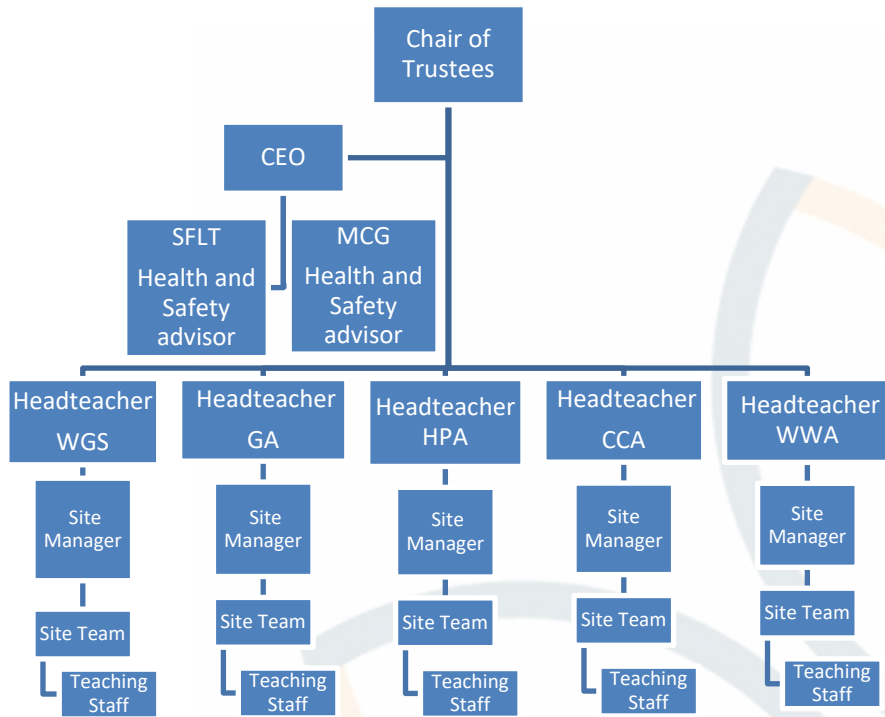 Chair of
Trustees
CEO
SFLT
Health and
Safety
advisor
MCG
Health and
Safety
advisor
Headteacher
WGS
Headteacher
GA
Headteacher
HPA
Headteacher
CCA
Headteacher
WWA
Site
Manager
Site
Manager
Site
Manager
Site
Manager
Site
Manager
Site Team
Site Team
Site Team
Site Team
Site Team
Teaching
Staff
Teaching
Staff
Teaching
Staff
Teaching
Staff
Teaching
Staff